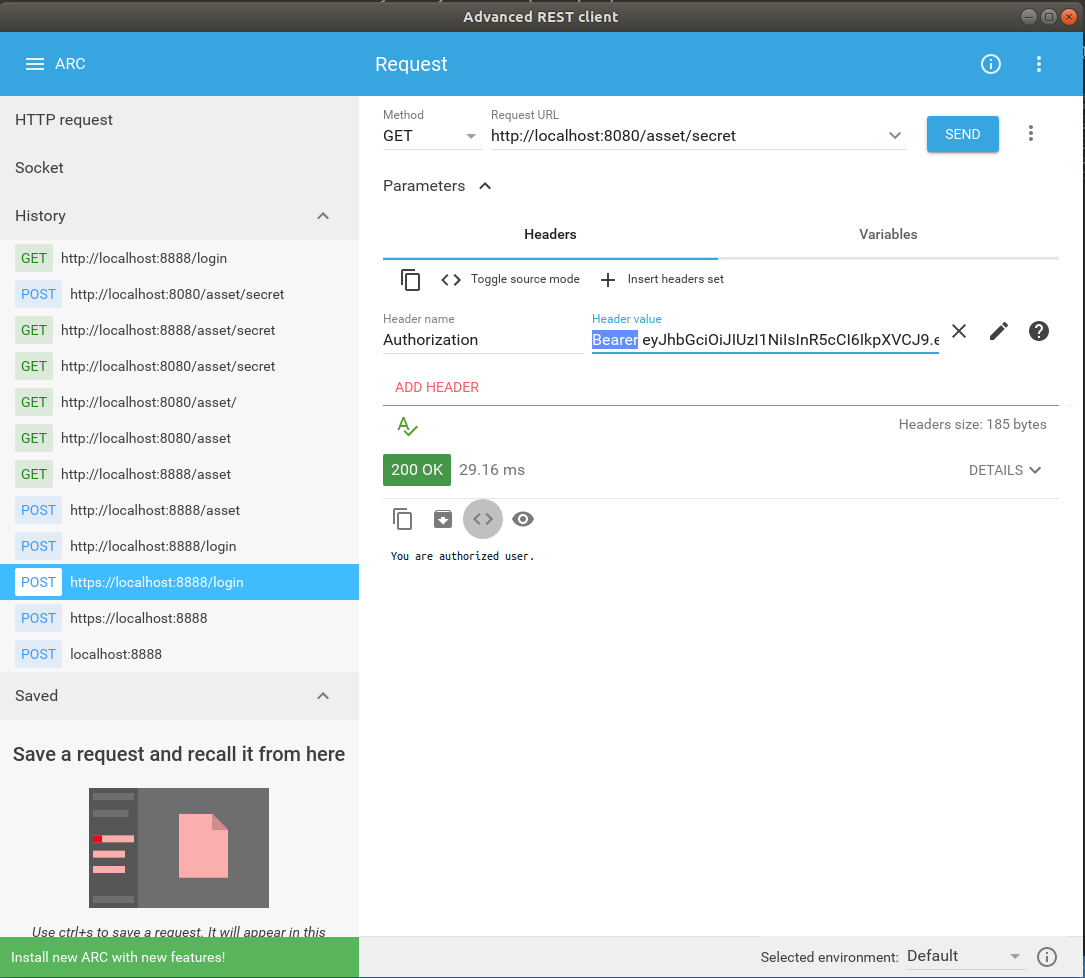 Advanced REST client
ARC
Request
HTTP request
Socket
History
GET http://localhost:8888/login
POST http://localhost:8080/asset/secret
GET http://localhost:8888/asset/secret
GET http://localhost:8080/asset/secret
GET http://localhost:8080/asset/
GET http://localhost:8080/asset
GET http://localhost:8888/asset
POST http://localhost:8888/asset
POST http://localhost:8888/login
POST https://localhost:8888/login
POST https://localhost:8888
POST localhost:8888
Saved
Save a request and recall it from here
Use ctrl+s to save a request. It will appear in this
Install new ARC with new features!
Method
GET
Request URL
http://localhost:8080/asset/secret
SEND
Parameters
Headers
Variables
Toggle source mode
Insert headers set
Header name
Authorization
Header value
Bearer eyJhbGciOiJIUzI1NiIsInR5cCI6IkpXVCJ9.e
ADD HEADER
Headers size: 185 bytes
200 OK 29.16 ms
DETAILS
You are authorized user.
Selected environment: Default